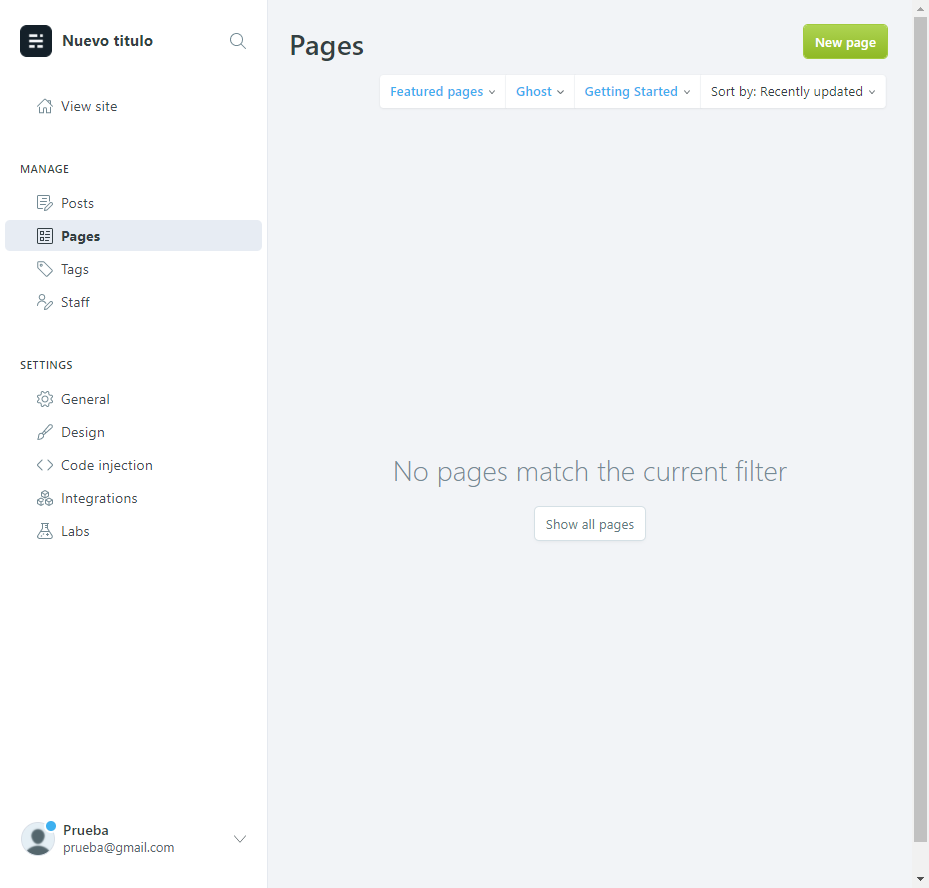 Nuevo titulo
View site
MANAGE
Posts
Pages
Tags
Staff
SETTINGS
General
Design
Code injection
Integrations
Labs
Prueba
prueba@gmail.com
Pages
New page
Featured pages
Ghost
Getting Started
Sort by: Recently updated
No pages match the current filter
Show all pages